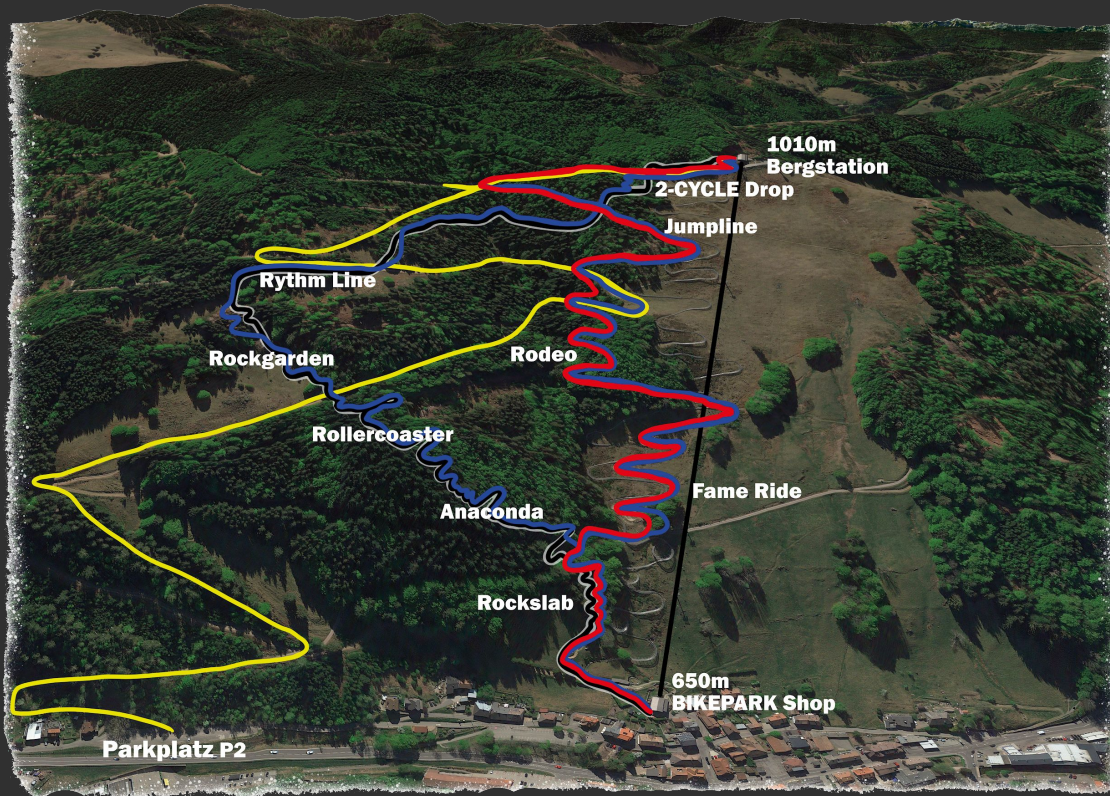 1010m
Bergstation
2-CYCLE Drop
Jumpline
Rythm Line
Rodeo
Rockgarden
Rollercoaster
Fame Ride
Anaconda
Rockslab
650m
BIKEPARK Shop
Parkplatz P2